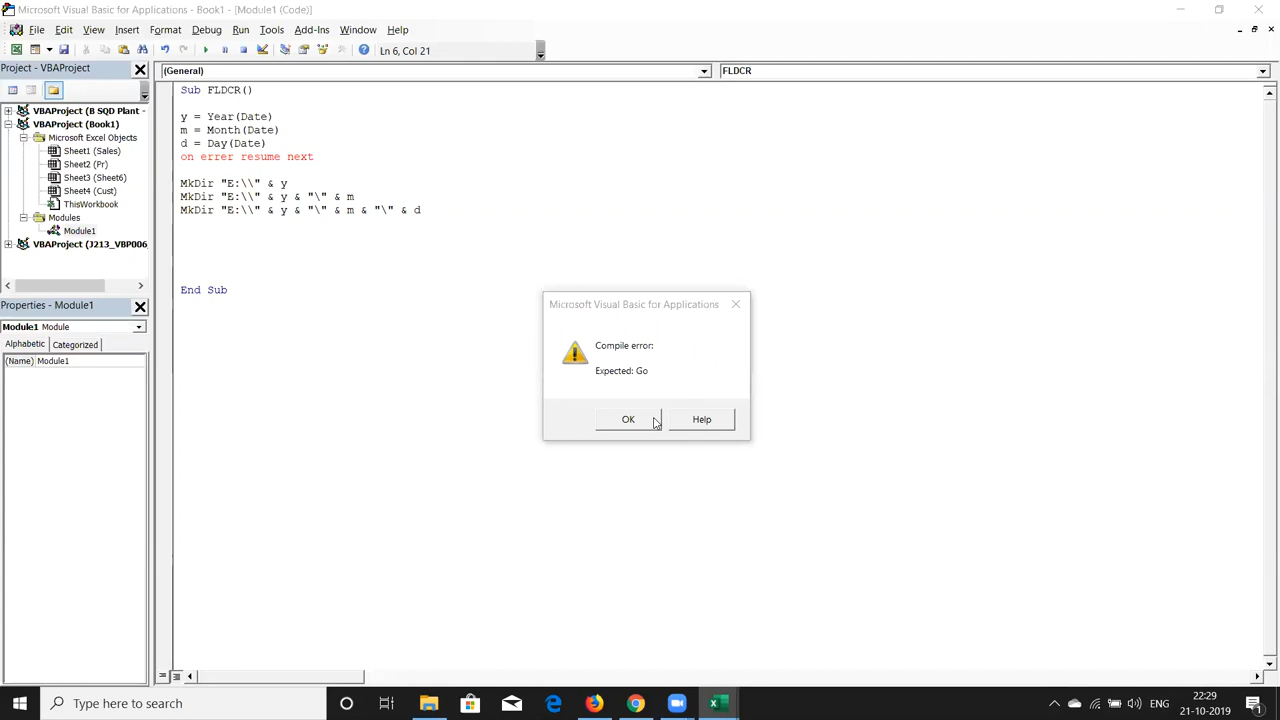 Microsoft Visual Basic for Applications - Book1 - [Module1 (Code)]
File Edit View Insert Format Debug Run Tools Add-Ins Window Help
Ln 6, Col 21
Project - VBAProject
(General)
FLDCR
VBAProject (B SQD Plant -
VBAProject (Book1)
Microsoft Excel Objects
Sheet1 (Sales)
Sheet2 (Pr)
Sheet3 (Sheet6)
Sheet4 (Cust)
ThisWorkbook
Modules
Module1
VBAProject (J213_VBP006_
Properties - Module1
Module1 Module
Alphabetic Categorized
(Name) Module1
Sub FLDCR()
y = Year(Date)
m = Month(Date)
d = Day(Date)
on errer resume next
MkDir "E:\\" & y
MkDir "E:\\" & y & "\" & m
MkDir "E:\\" & y & "\" & m & "\" & d
End Sub
Microsoft Visual Basic for Applications
Compile error:
Expected: Go
OK Help
Type here to search
ENG
22:29
21-10-2019
1